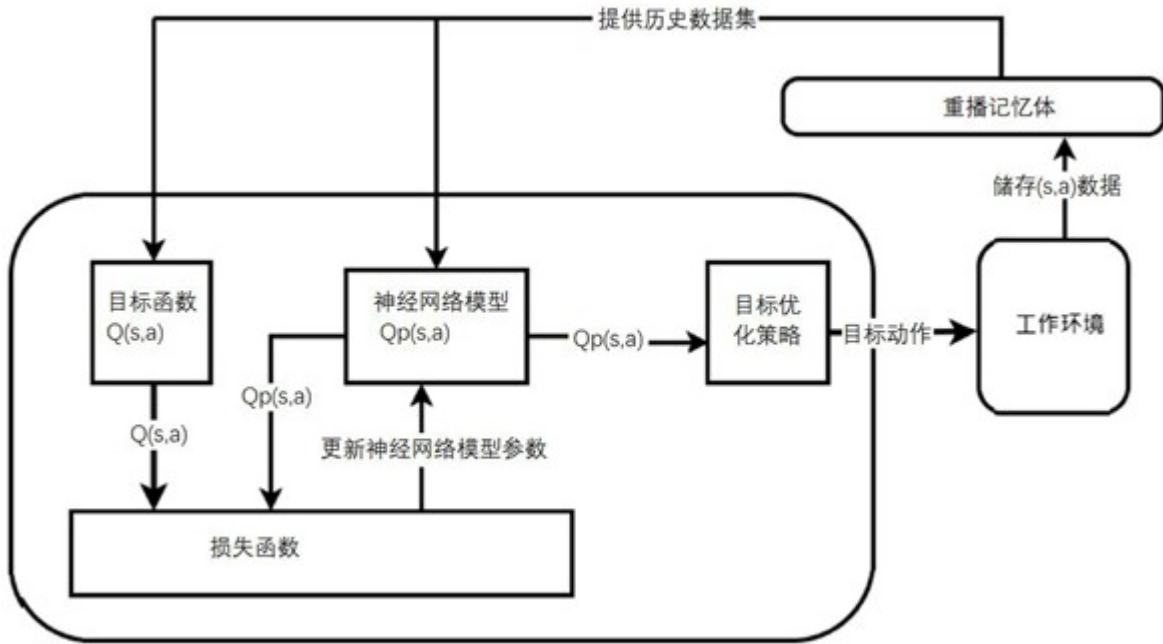 提供历史数据集
重播记忆体
储存(s,a)数据
目标函数
Q(s,a)
神经网络模型
Qp(s,a)
Qp(s,a)
目标优
化策略
目标动作
工作环境
Qp(s,a)
Q(s,a)
更新神经网络模型参数
损失函数